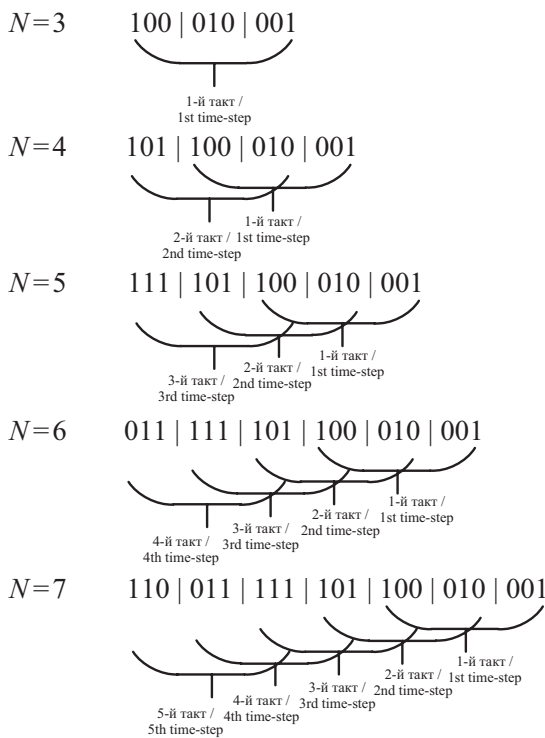 N=3 100 | 010 | 001
1-й такт /
1st time-step
N=4 101 | 100 | 010 | 001
1-й такт /
1st time-step
2-й такт /
2nd time-step
N=5 111 | 101 | 100 | 010 | 001
1-й такт /
1st time-step
2-й такт /
2nd time-step
3-й такт /
3rd time-step
N=6 011 | 111 | 101 | 100 | 010 | 001
1-й такт /
1st time-step
2-й такт /
2nd time-step
3-й такт /
3rd time-step
4-й такт /
4th time-step
N=7 110 | 011 | 111 | 101 | 100 | 010 | 001
1-й такт /
1st time-step
2-й такт /
2nd time-step
3-й такт /
3rd time-step
4-й такт /
4th time-step
5-й такт /
5th time-step